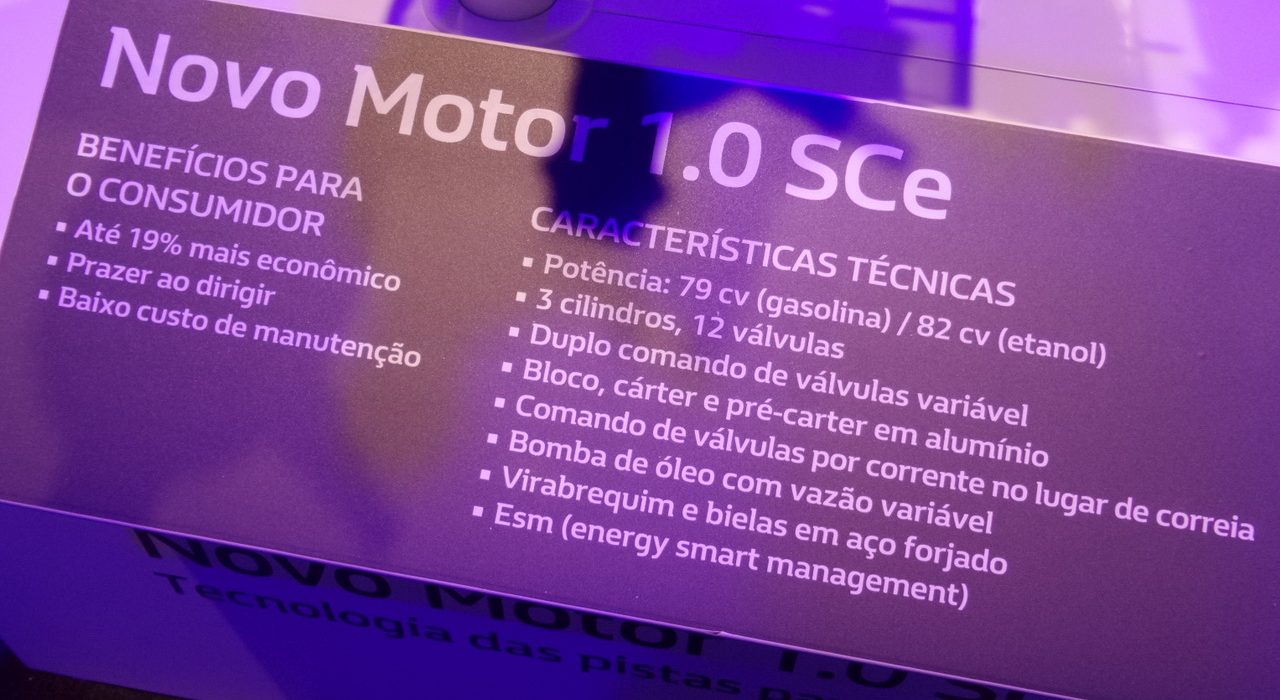 Novo Motor 1.0 SCe
BENEFÍCIOS PARA
O CONSUMIDOR
▪ Até 19% mais econômico
▪ Prazer ao dirigir
▪ Baixo custo de manutenção
CARACTERÍSTICAS TÉCNICAS
▪ Potência: 79 cv (gasolina) / 82 cv (etanol)
▪ 3 cilindros, 12 válvulas
▪ Duplo comando de válvulas variável
▪ Bloco, cárter e pré-carter em alumínio
▪ Comando de válvulas por corrente no lugar de correia
▪ Bomba de óleo com vazão variável
▪ Virabrequim e bielas em aço forjado
▪ Esm (energy smart management)
Novo Motor 1.0
Tecnologia das pistas